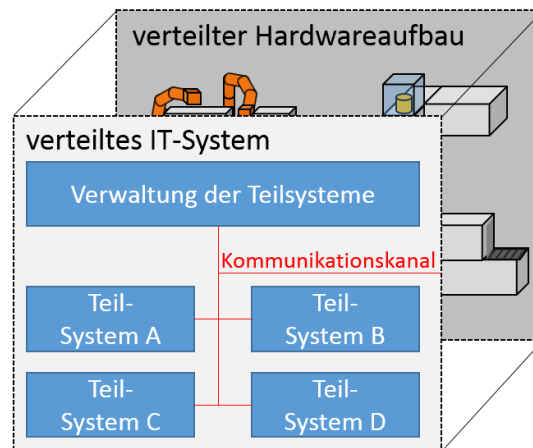 verteilter Hardwareaufbau
verteiltes IT-System
Verwaltung der Teilsysteme
Kommunikationskanal
Teil-
System A
Teil-
System B
Teil-
System C
Teil-
System D